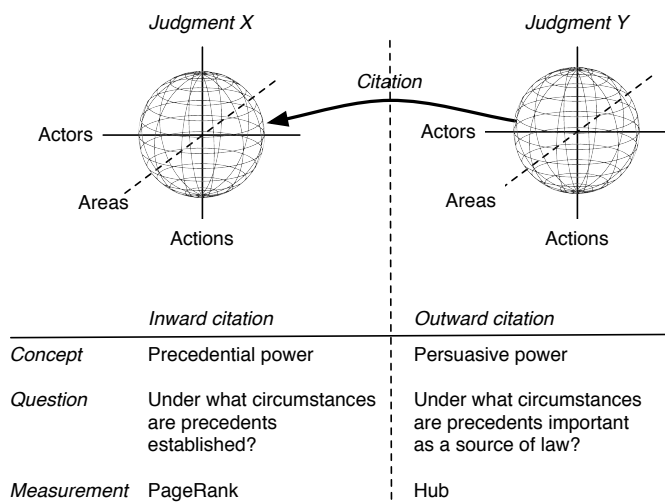 Judgment X
Judgment Y
Citation
Actors
Actors
Areas
Areas
Actions
Actions
Inward citation
Outward citation
Concept
Precedential power
Persuasive power
Question
Under what circumstances
are precedents
established?
Under what circumstances
are precedents important
as a source of law?
Measurement
PageRank
Hub